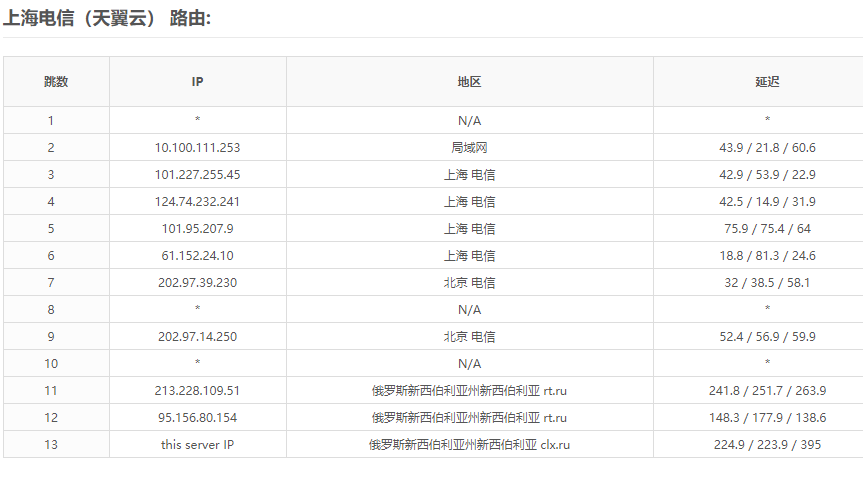 上海电信（天翼云） 路由:
跳数 IP 地区 延迟
1 * N/A *
2 10.100.111.253 局域网 43.9 / 21.8 / 60.6
3 101.227.255.45 上海 电信 42.9 / 53.9 / 22.9
4 124.74.232.241 上海 电信 42.5 / 14.9 / 31.9
5 101.95.207.9 上海 电信 75.9 / 75.4 / 64
6 61.152.24.10 上海 电信 18.8 / 81.3 / 24.6
7 202.97.39.230 北京 电信 32 / 38.5 / 58.1
8 * N/A *
9 202.97.14.250 北京 电信 52.4 / 56.9 / 59.9
10 * N/A *
11 213.228.109.51 俄罗斯新西伯利亚州新西伯利亚 rt.ru 241.8 / 251.7 / 263.9
12 95.156.80.154 俄罗斯新西伯利亚州新西伯利亚 rt.ru 148.3 / 177.9 / 138.6
13 this server IP 俄罗斯新西伯利亚州新西伯利亚 clx.ru 224.9 / 223.9 / 395